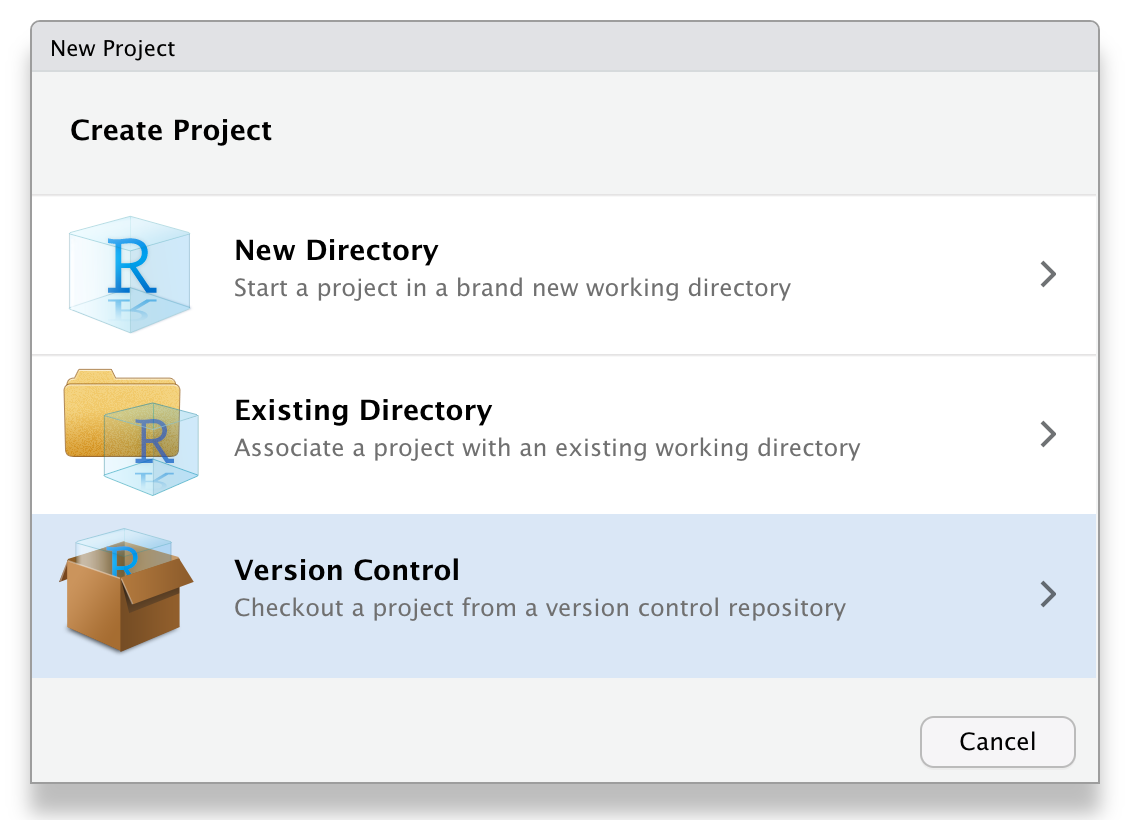 New Project
Create Project
R
New Directory
Start a project in a brand new working directory
R
Existing Directory
Associate a project with an existing working directory
R
Version Control
Checkout a project from a version control repository
Cancel